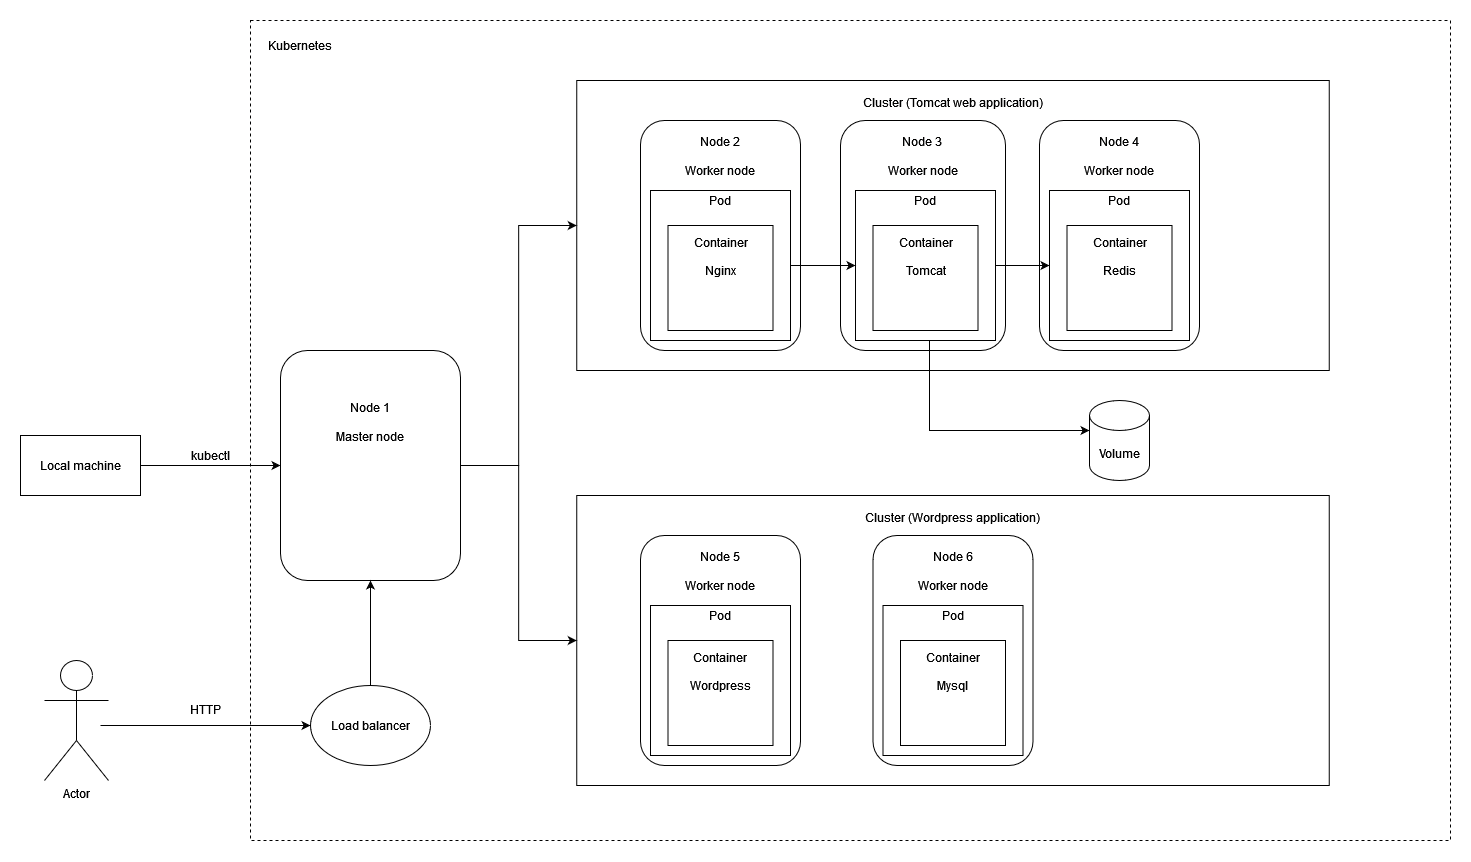 Kubernetes
Cluster (Tomcat web application)
Node 2
Worker node
Pod
Container
Nginx
Node 3
Worker node
Pod
Container
Tomcat
Node 4
Worker node
Pod
Container
Redis
Node 1
Master node
Local machine
kubectl
Volume
Cluster (Wordpress application)
Node 5
Worker node
Pod
Container
Wordpress
Node 6
Worker node
Pod
Container
Mysql
HTTP
Load balancer
Actor